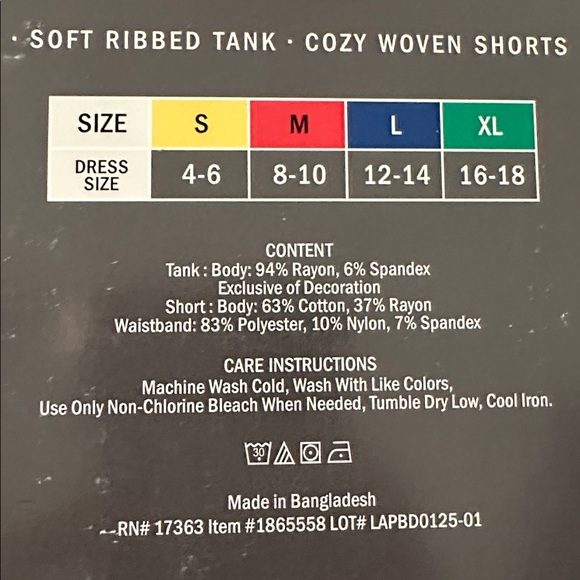 · SOFT RIBBED TANK · COZY WOVEN SHORTS
SIZE S M L XL
DRESS SIZE 4-6 8-10 12-14 16-18
CONTENT
Tank : Body: 94% Rayon, 6% Spandex
Exclusive of Decoration
Short : Body: 63% Cotton, 37% Rayon
Waistband: 83% Polyester, 10% Nylon, 7% Spandex
CARE INSTRUCTIONS
Machine Wash Cold, Wash With Like Colors,
Use Only Non-Chlorine Bleach When Needed, Tumble Dry Low, Cool Iron.
30
Made in Bangladesh
RN# 17363 Item #1865558 LOT# LAPBD0125-01